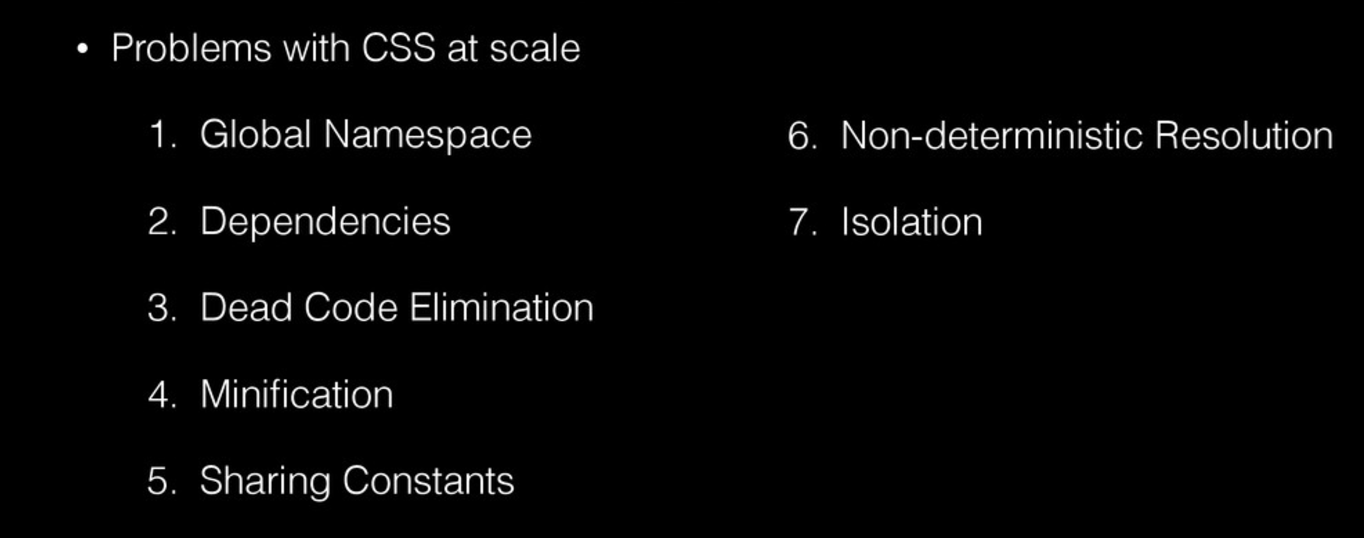 • Problems with CSS at scale
1. Global Namespace
2. Dependencies
3. Dead Code Elimination
4. Minification
5. Sharing Constants
6. Non-deterministic Resolution
7. Isolation